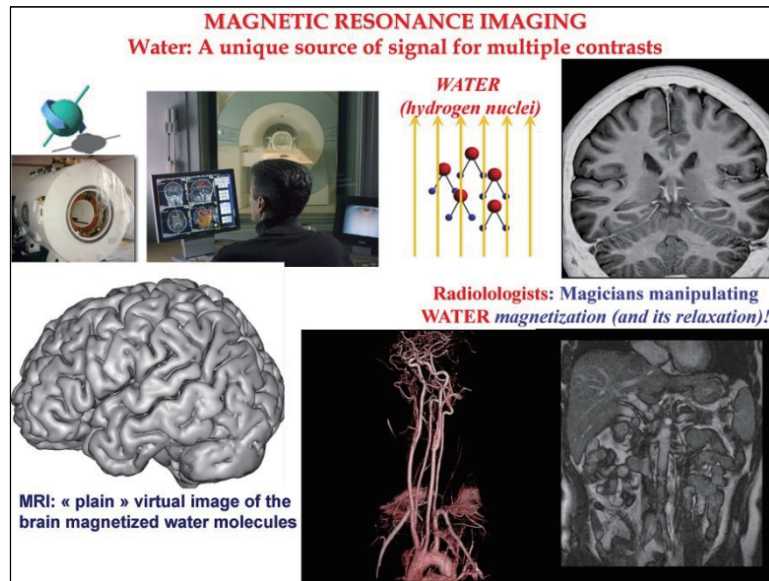 MAGNETIC RESONANCE IMAGING
Water: A unique source of signal for multiple contrasts
WATER
(hydrogen nuclei)
Radiolologists: Magicians manipulating
WATER magnetization (and its relaxation)!
MRI: « plain » virtual image of the
brain magnetized water molecules